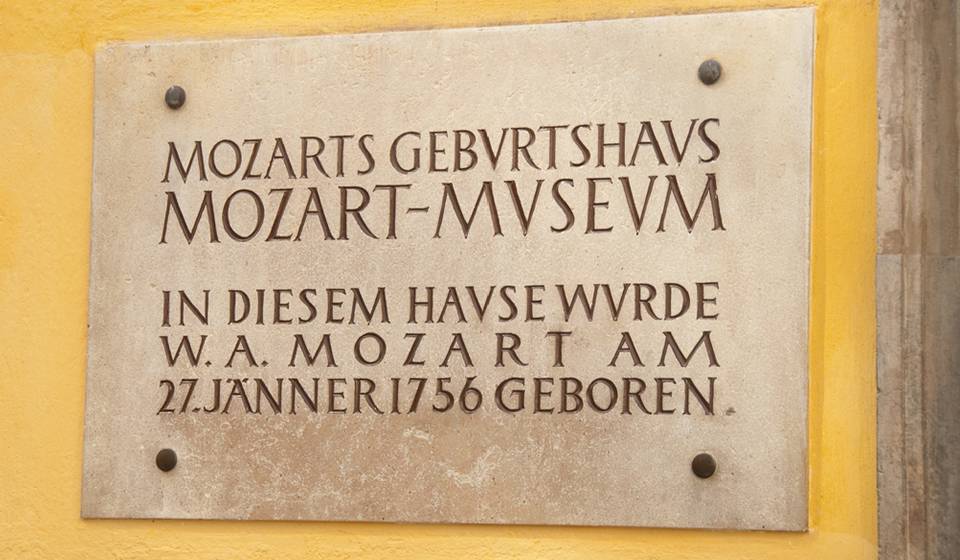 MOZARTS GEBVRTSHAVS
MOZART-MVSEVM
IN DIESEM HAVSE WVRDE
W. A. MOZART AM
27. JÄNNER 1756 GEBOREN